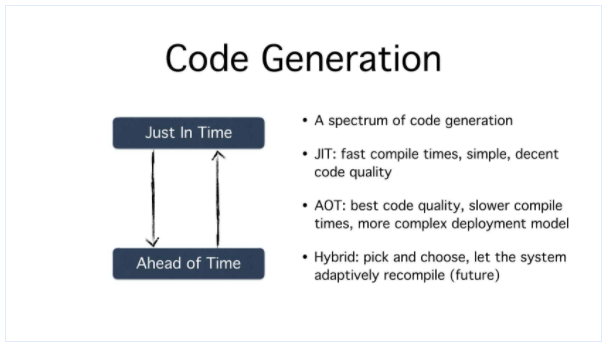 Code Generation
Just In Time
Ahead of Time
• A spectrum of code generation
• JIT: fast compile times, simple, decent
code quality
• AOT: best code quality, slower compile
times, more complex deployment model
• Hybrid: pick and choose, let the system
adaptively recompile (future)